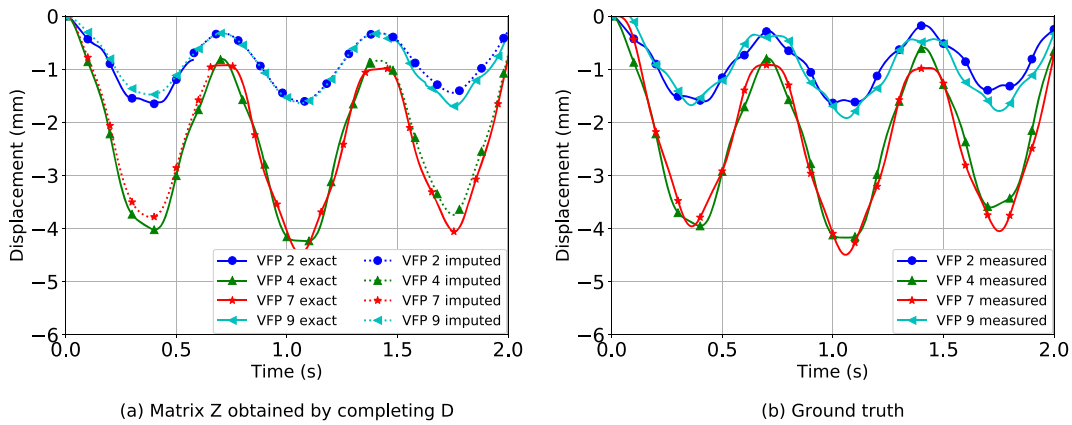 0
−1
−2
−3
−4
−5
−6
Displacement (mm)
VFP 2 exact
VFP 4 exact
VFP 7 exact
VFP 9 exact
VFP 2 imputed
VFP 4 imputed
VFP 7 imputed
VFP 9 imputed
0.0
0.5
1.0
1.5
2.0
Time (s)
(a) Matrix Z obtained by completing D
0
−1
−2
−3
−4
−5
−6
Displacement (mm)
VFP 2 measured
VFP 4 measured
VFP 7 measured
VFP 9 measured
0.0
0.5
1.0
1.5
2.0
Time (s)
(b) Ground truth